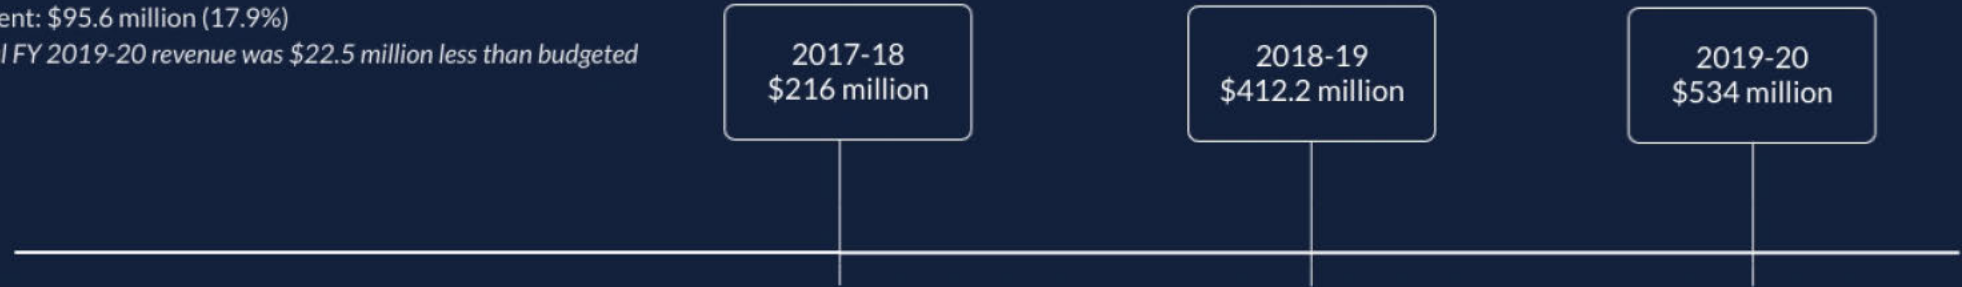 ent: $95.6 million (17.9%)
l FY 2019-20 revenue was $22.5 million less than budgeted
2017-18
$216 million
2018-19
$412.2 million
2019-20
$534 million